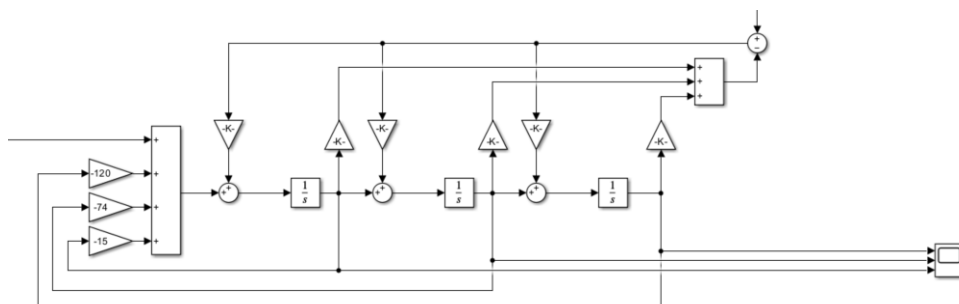 +
−
+
+
+
-K-
-K-
-K-
-K-
-K-
-K-
+
-120
+
-74
+
-15
+
+
+
1
s
+
+
1
s
+
+
1
s